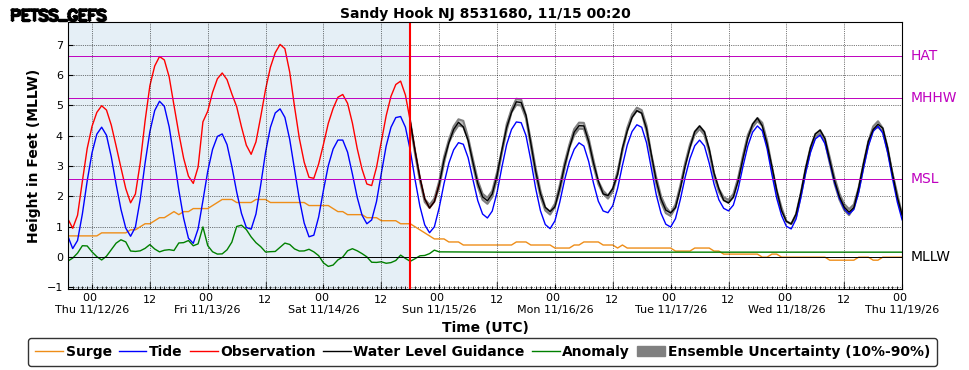 PETSS_GEFS
Sandy Hook NJ 8531680, 11/15 00:20
Height in Feet (MLLW)
7
6
5
4
3
2
1
0
−1
HAT
MHHW
MSL
MLLW
00 12 00 12 00 12 00 12 00 12 00 12 00 12 00
Thu 11/12/26 Fri 11/13/26 Sat 11/14/26 Sun 11/15/26 Mon 11/16/26 Tue 11/17/26 Wed 11/18/26 Thu 11/19/26
Time (UTC)
Surge Tide Observation Water Level Guidance Anomaly Ensemble Uncertainty (10%-90%)